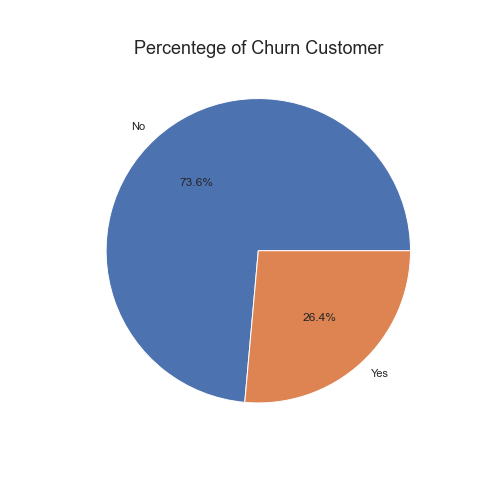 Percentege of Churn Customer
No
73.6%
26.4%
Yes